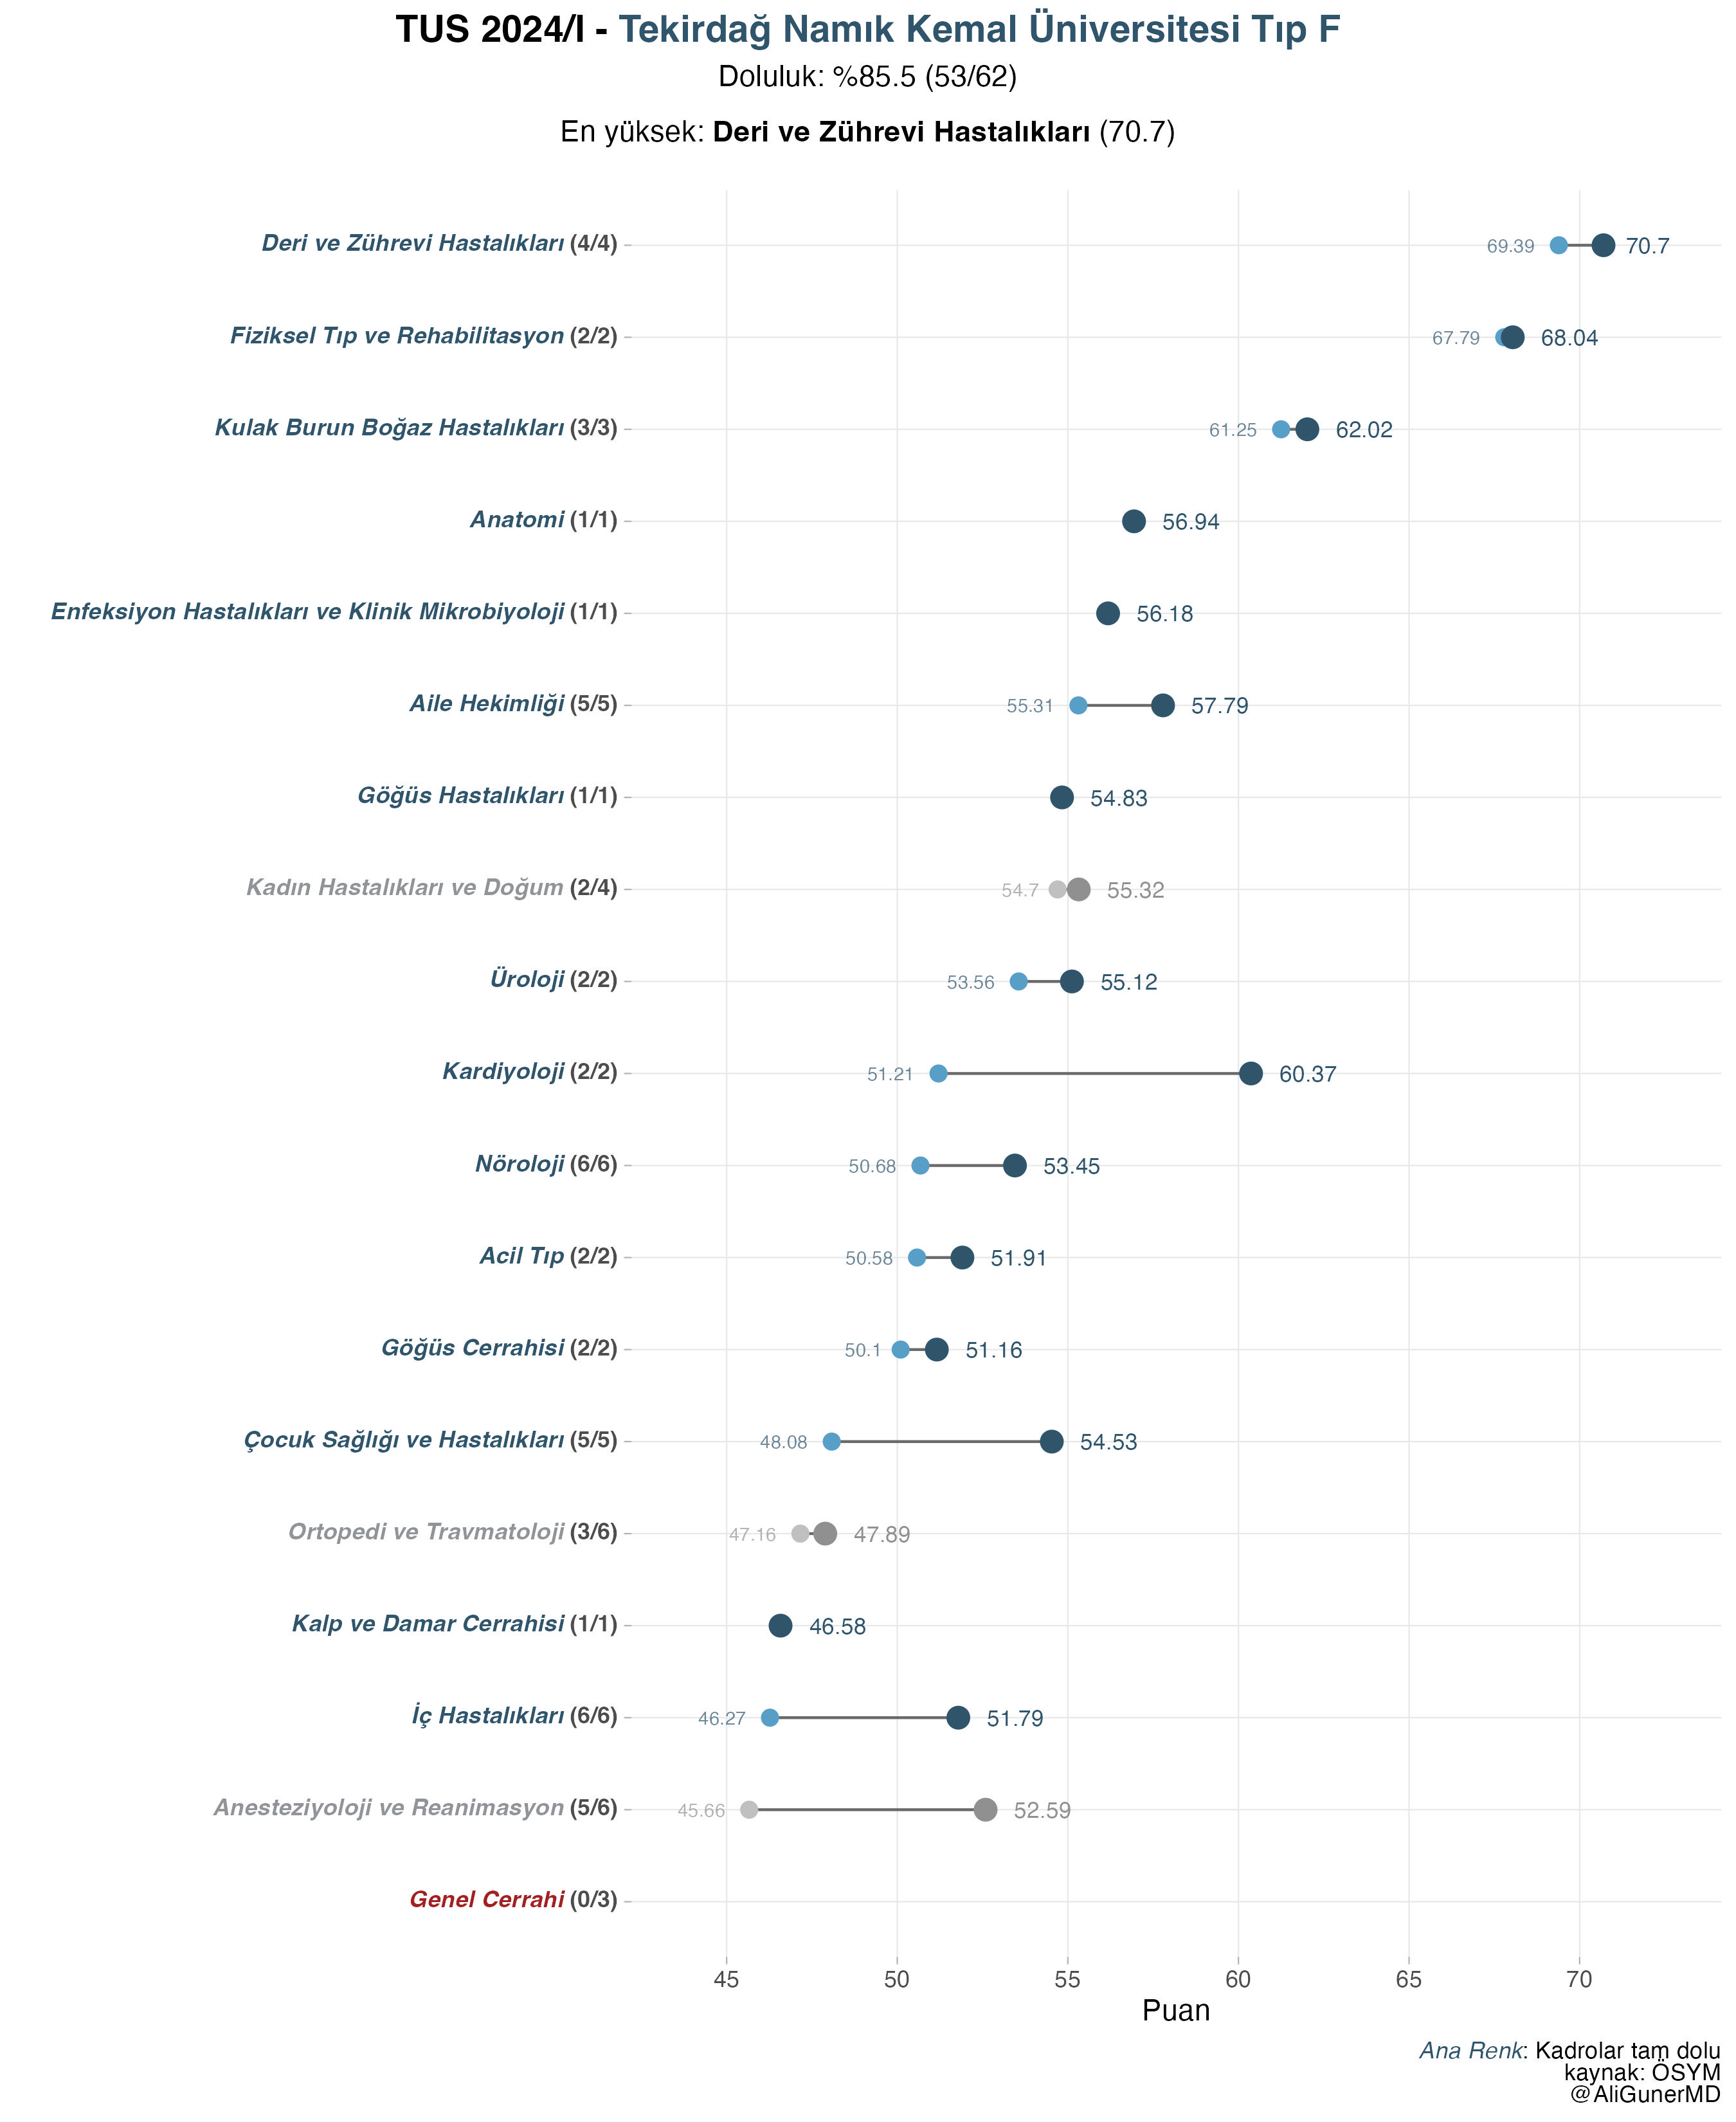 TUS 2024/I - Tekirdağ Namık Kemal Üniversitesi Tıp F
Doluluk: %85.5 (53/62)
En yüksek: Deri ve Zührevi Hastalıkları (70.7)
Deri ve Zührevi Hastalıkları (4/4) 69.39 70.7
Fiziksel Tıp ve Rehabilitasyon (2/2) 67.79 68.04
Kulak Burun Boğaz Hastalıkları (3/3) 61.25 62.02
Anatomi (1/1) 56.94
Enfeksiyon Hastalıkları ve Klinik Mikrobiyoloji (1/1) 56.18
Aile Hekimliği (5/5) 55.31 57.79
Göğüs Hastalıkları (1/1) 54.83
Kadın Hastalıkları ve Doğum (2/4) 54.7 55.32
Üroloji (2/2) 53.56 55.12
Kardiyoloji (2/2) 51.21 60.37
Nöroloji (6/6) 50.68 53.45
Acil Tıp (2/2) 50.58 51.91
Göğüs Cerrahisi (2/2) 50.1 51.16
Çocuk Sağlığı ve Hastalıkları (5/5) 48.08 54.53
Ortopedi ve Travmatoloji (3/6) 47.16 47.89
Kalp ve Damar Cerrahisi (1/1) 46.58
İç Hastalıkları (6/6) 46.27 51.79
Anesteziyoloji ve Reanimasyon (5/6) 45.66 52.59
Genel Cerrahi (0/3)
45 50 55 60 65 70
Puan
Ana Renk: Kadrolar tam dolu
kaynak: ÖSYM
@AliGunerMD